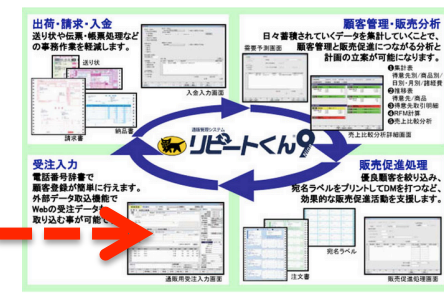 出荷・請求・入金
送り状や伝票・帳票処理など
の事務作業を軽減します。
送り状
請求書
納品書
入金入力画面
顧客管理・販売分析
日々蓄積されていくデータを集計していくことで、
顧客管理と販売促進につながる分析と
計画の立案が可能になります。
需要予測画面
❶集計表
得意先別/商品別/
日別・月別/諸経費
❷推移表
得意先/商品
❸得意先取引明細
❹RFM計算
❺売上比較分析
売上比較分析詳細画面
通販管理システム
リピートくん9
受注入力
電話番号辞書で
顧客登録が簡単に行えます。
外部データ取込機能で
Webの受注データも
取り込む事が可能で
通販用受注入力画面
販売促進処理
優良顧客を絞り込み、
宛名ラベルをプリントしてDMを打つなど、
効果的な販売促進活動を支援します。
宛名ラベル
注文書
販売促進処理画面